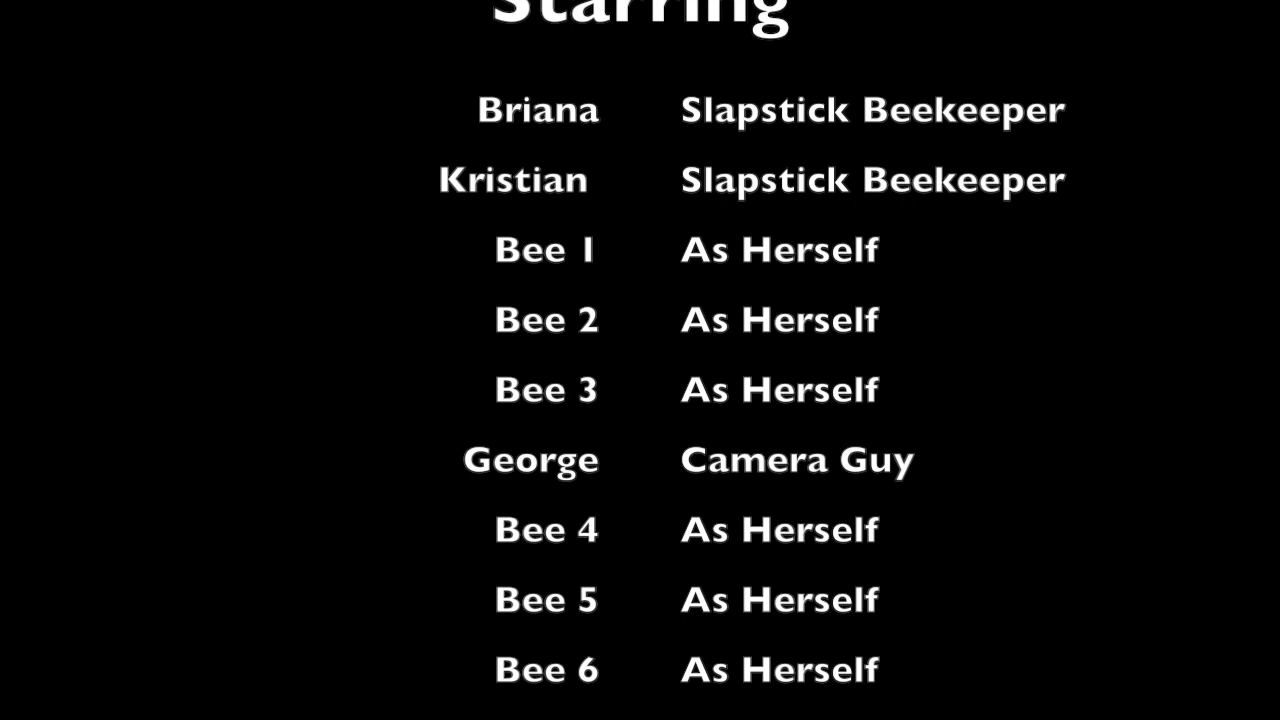 Starring
Briana Slapstick Beekeeper
Kristian Slapstick Beekeeper
Bee 1 As Herself
Bee 2 As Herself
Bee 3 As Herself
George Camera Guy
Bee 4 As Herself
Bee 5 As Herself
Bee 6 As Herself